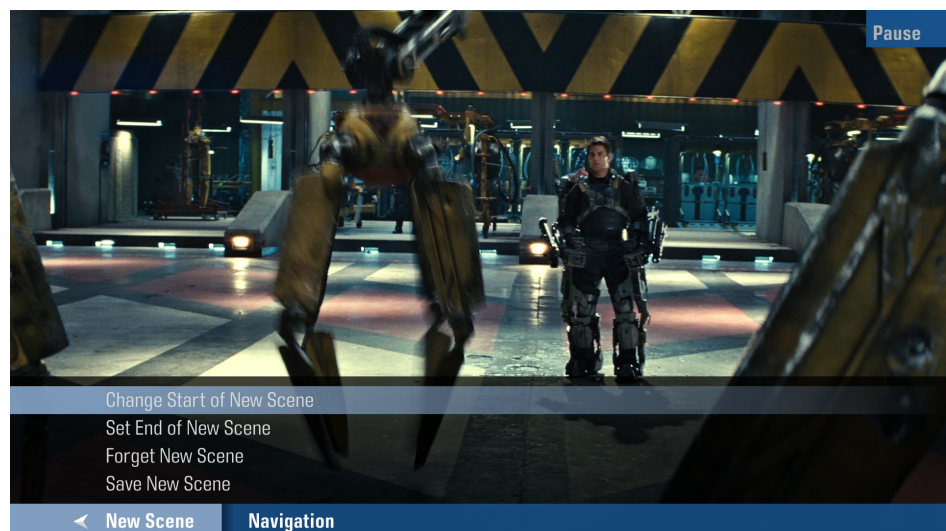 Pause
Change Start of New Scene
Set End of New Scene
Forget New Scene
Save New Scene
New Scene Navigation